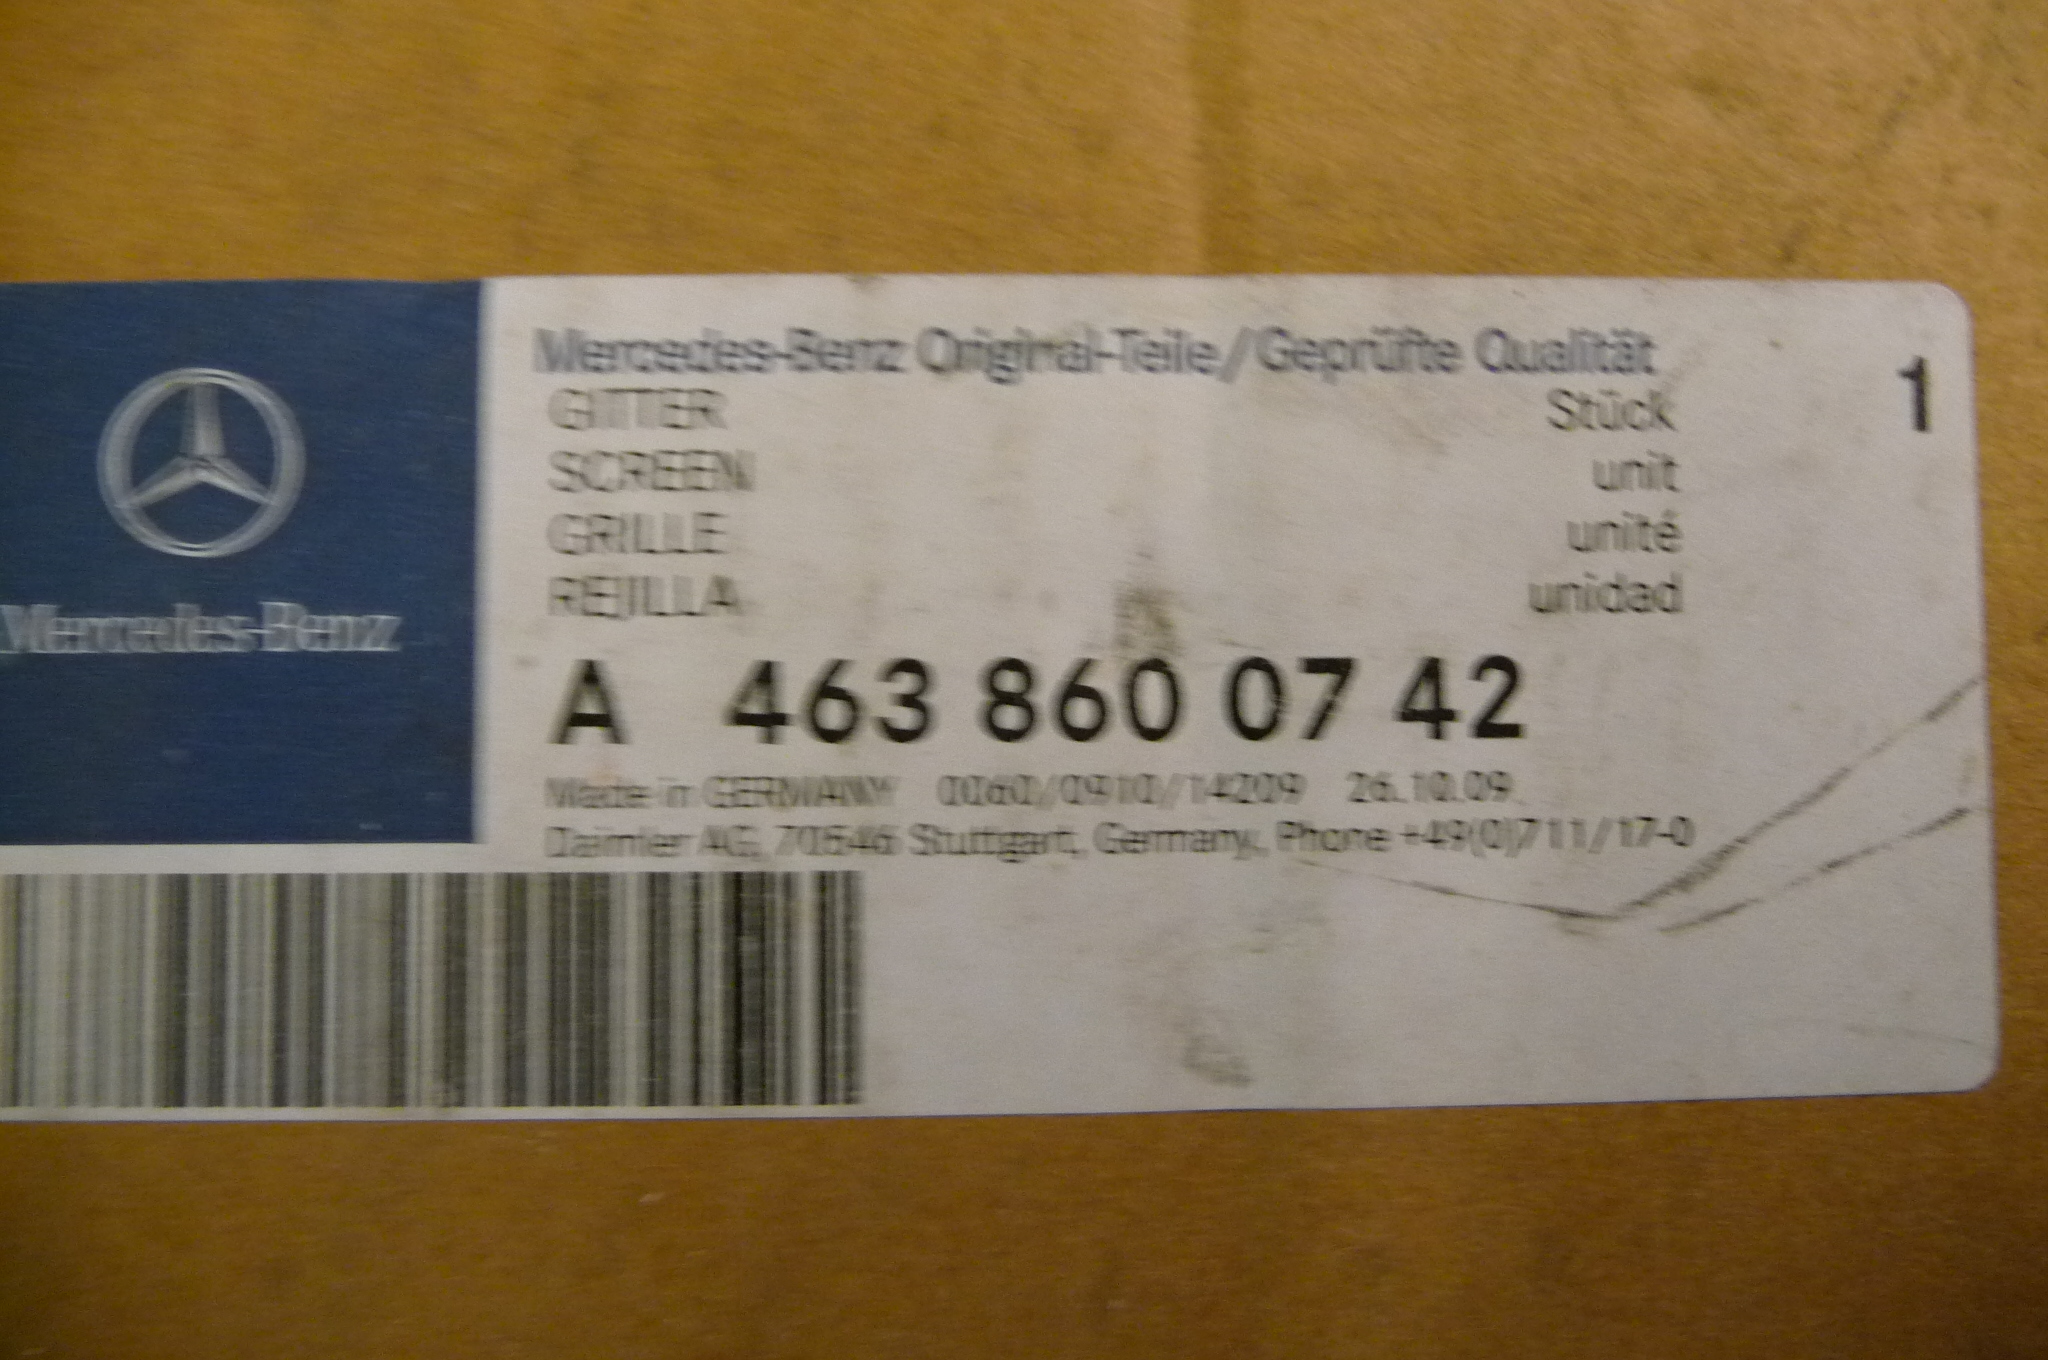 Mercedes-Benz Original-Teile/Geprüfte Qualität
GITTER Stück 1
SCREEN unit
GRILLE unité
REJILLA unidad
Mercedes-Benz
A 463 860 07 42
Made in GERMANY 0060/0910/14209 26.10.09
Daimler AG, 70546 Stuttgart, Germany, Phone +49(0)711/17-0